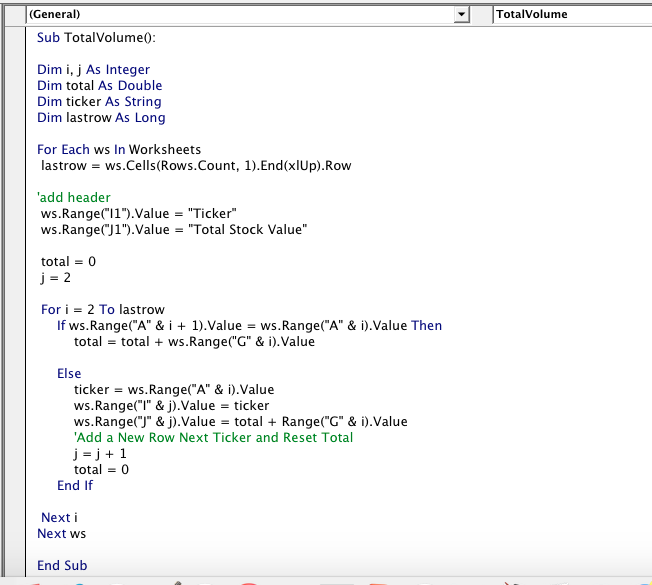 (General) TotalVolume
Sub TotalVolume():
Dim i, j As Integer
Dim total As Double
Dim ticker As String
Dim lastrow As Long
For Each ws In Worksheets
lastrow = ws.Cells(Rows.Count, 1).End(xlUp).Row
'add header
ws.Range("I1").Value = "Ticker"
ws.Range("J1").Value = "Total Stock Value"
total = 0
j = 2
For i = 2 To lastrow
If ws.Range("A" & i + 1).Value = ws.Range("A" & i).Value Then
total = total + ws.Range("G" & i).Value
Else
ticker = ws.Range("A" & i).Value
ws.Range("I" & j).Value = ticker
ws.Range("J" & j).Value = total + Range("G" & i).Value
'Add a New Row Next Ticker and Reset Total
j = j + 1
total = 0
End If
Next i
Next ws
End Sub